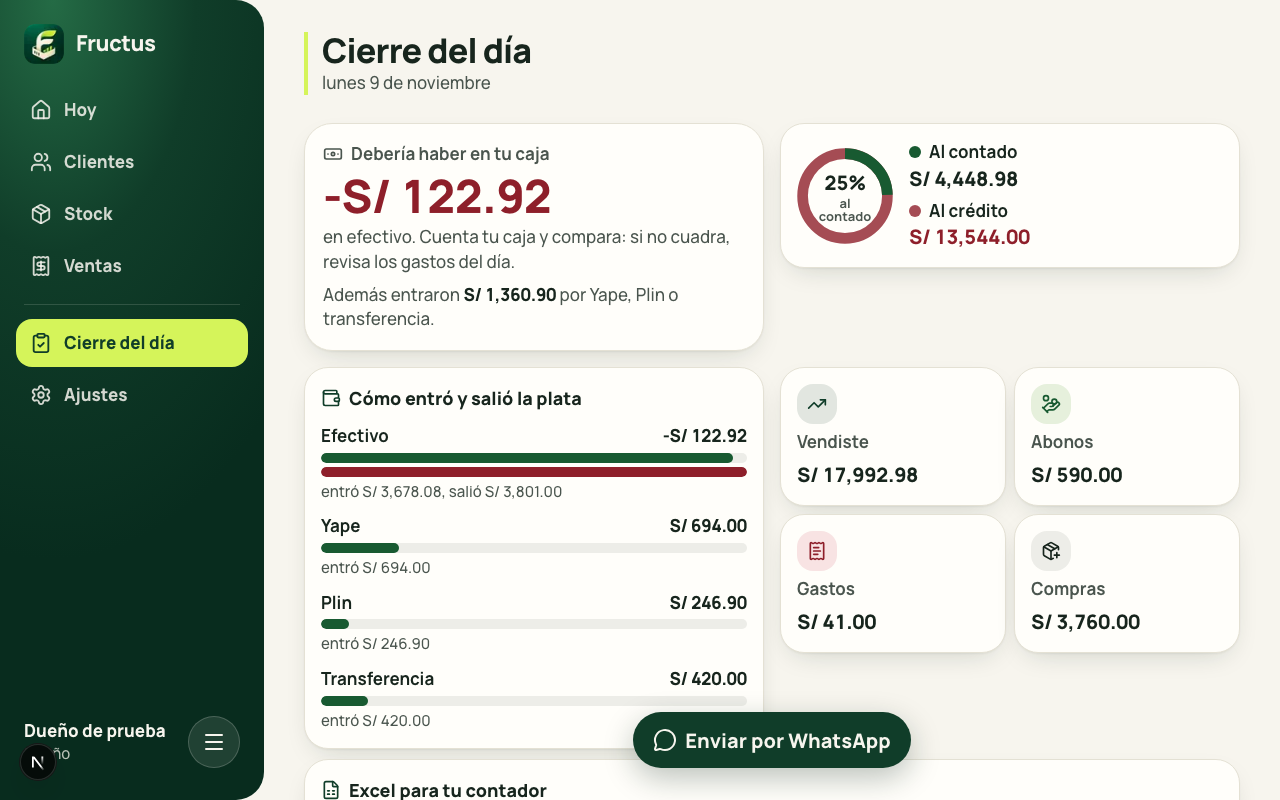 Fructus
Hoy
Clientes
Stock
Ventas
Cierre del día
Ajustes
Dueño de prueba
N
Cierre del día
lunes 9 de noviembre
Debería haber en tu caja
-S/ 122.92
en efectivo. Cuenta tu caja y compara: si no cuadra,
revisa los gastos del día.
Además entraron S/ 1,360.90 por Yape, Plin o
transferencia.
25%
al
contado
Al contado
S/ 4,448.98
Al crédito
S/ 13,544.00
Cómo entró y salió la plata
Efectivo -S/ 122.92
entró S/ 3,678.08, salió S/ 3,801.00
Yape S/ 694.00
entró S/ 694.00
Plin S/ 246.90
entró S/ 246.90
Transferencia S/ 420.00
entró S/ 420.00
Vendiste
S/ 17,992.98
Abonos
S/ 590.00
Gastos
S/ 41.00
Compras
S/ 3,760.00
Enviar por WhatsApp
Excel para tu contador